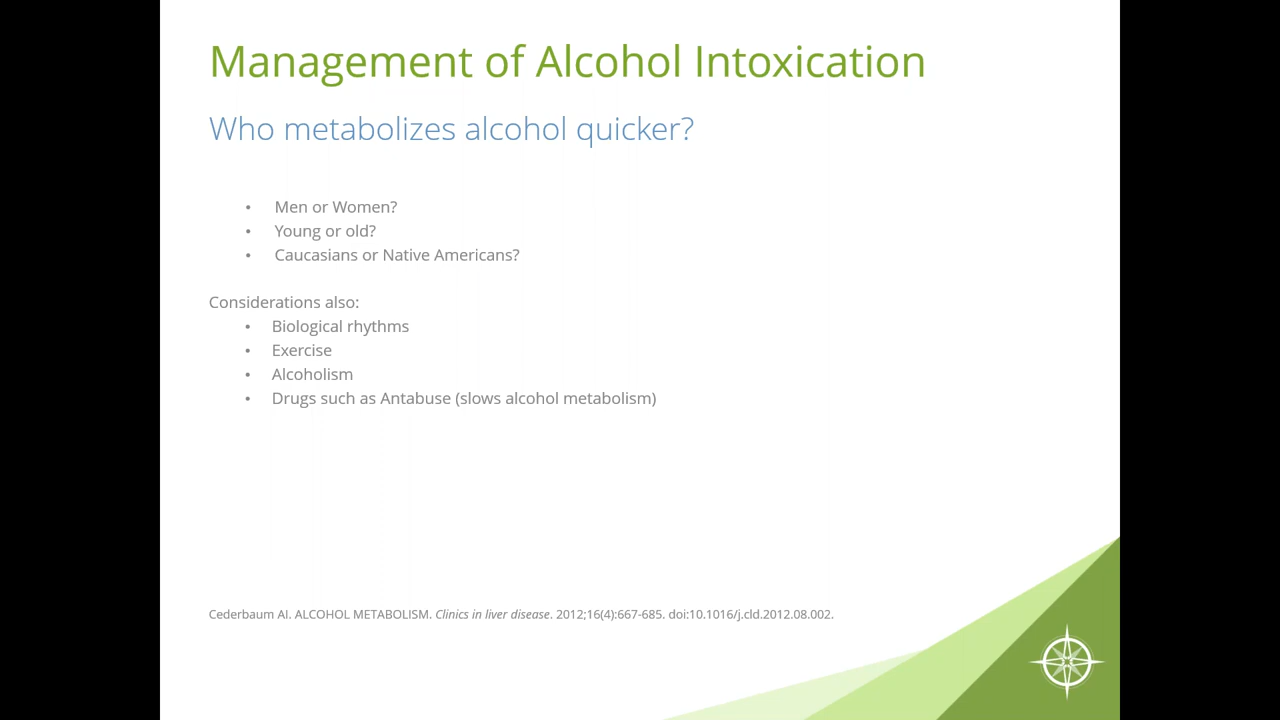 Management of Alcohol Intoxication
Who metabolizes alcohol quicker?
• Men or Women?
• Young or old?
• Caucasians or Native Americans?
Considerations also:
• Biological rhythms
• Exercise
• Alcoholism
• Drugs such as Antabuse (slows alcohol metabolism)
Cederbaum AI. ALCOHOL METABOLISM. Clinics in liver disease. 2012;16(4):667-685. doi:10.1016/j.cld.2012.08.002.